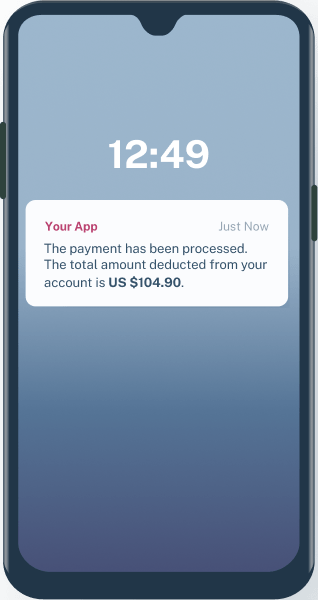 12:49
Your App Just Now
The payment has been processed.
The total amount deducted from your
account is US $104.90.